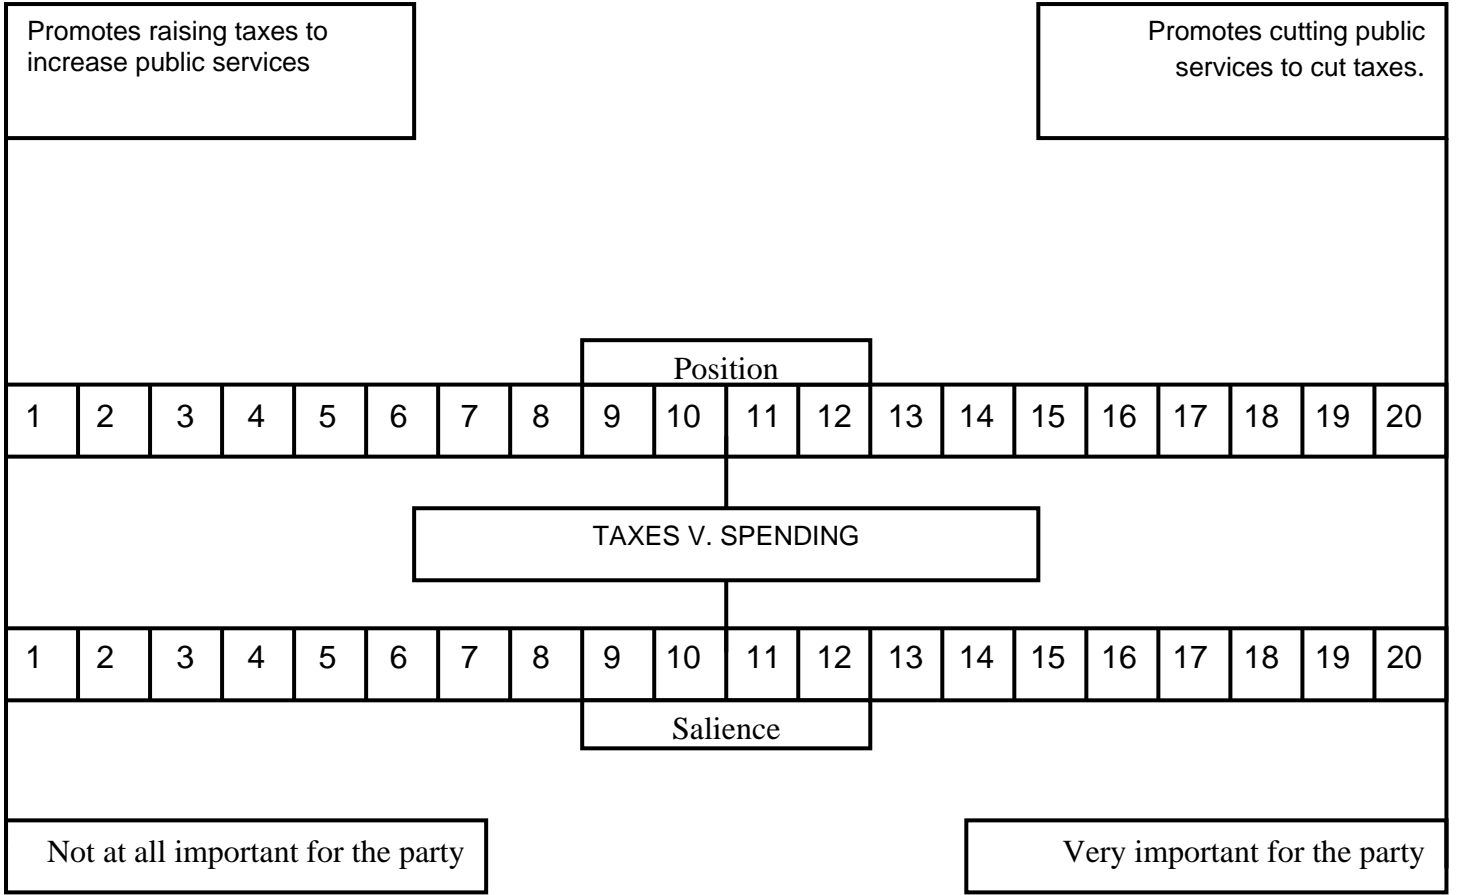 Promotes raising taxes to
increase public services
Promotes cutting public
services to cut taxes.
Position
1 2 3 4 5 6 7 8 9 10 11 12 13 14 15 16 17 18 19 20
TAXES V. SPENDING
1 2 3 4 5 6 7 8 9 10 11 12 13 14 15 16 17 18 19 20
Salience
Not at all important for the party
Very important for the party